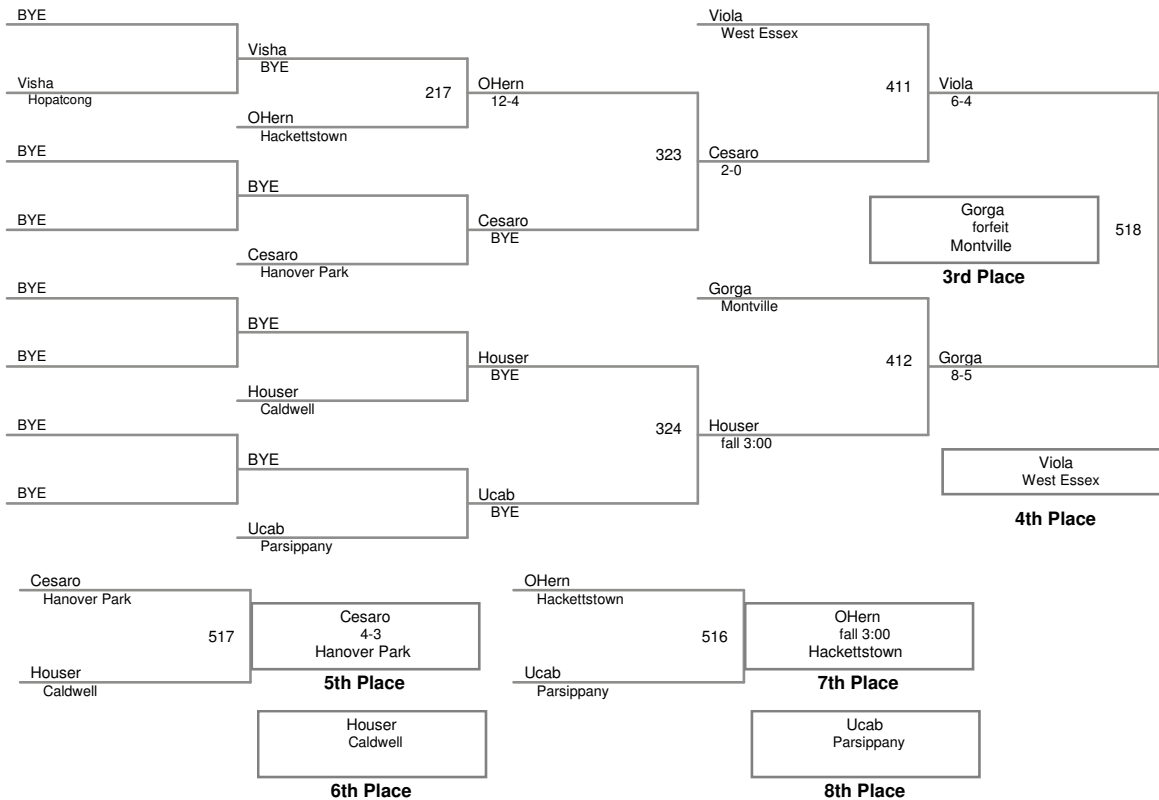 BYE
Visha
Hopatcong
BYE
BYE
BYE
BYE
BYE
BYE
Visha
BYE
217
OHern
Hackettstown
BYE
Cesaro
Hanover Park
BYE
Houser
Caldwell
BYE
Ucab
Parsippany
OHern
12-4
323
Cesaro
BYE
Houser
BYE
324
Ucab
BYE
Viola
West Essex
411
Cesaro
2-0
Gorga
Montville
412
Houser
fall 3:00
Viola
6-4
518
Gorga
8-5
Gorga
forfeit
Montville
3rd Place
Viola
West Essex
4th Place
Cesaro
Hanover Park
517
Houser
Caldwell
Cesaro
4-3
Hanover Park
5th Place
Houser
Caldwell
6th Place
OHern
Hackettstown
516
Ucab
Parsippany
OHern
fall 3:00
Hackettstown
7th Place
Ucab
Parsippany
8th Place